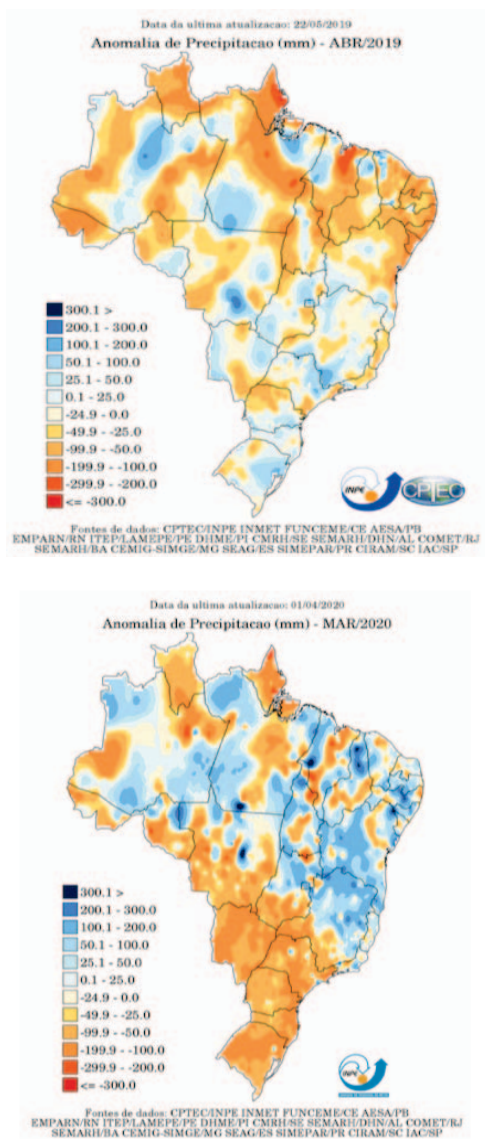 Data da ultima atualizacao: 22/05/2019
Anomalia de Precipitacao (mm) - ABR/2019
300.1 >
200.1 - 300.0
100.1 - 200.0
50.1 - 100.0
25.1 - 50.0
0.1 - 25.0
-24.9 - 0.0
-49.9 - -25.0
-99.9 - -50.0
-199.9 - -100.0
-299.9 - -200.0
<= -300.0
INPE CPTEC
Fontes de dados: CPTEC/INPE INMET FUNCEME/CE AESA/PB
EMPARN/RN ITEP/LAMEPE/PE DHME/PI CMRH/SE SEMARH/DHN/AL COMET/RJ
SEMARH/BA CEMIG-SIMGE/MG SEAG/ES SIMEPAR/PR CIRAM/SC IAC/SP
Data da ultima atualizacao: 01/04/2020
Anomalia de Precipitacao (mm) - MAR/2020
300.1 >
200.1 - 300.0
100.1 - 200.0
50.1 - 100.0
25.1 - 50.0
0.1 - 25.0
-24.9 - 0.0
-49.9 - -25.0
-99.9 - -50.0
-199.9 - -100.0
-299.9 - -200.0
<= -300.0
INPE
Fontes de dados: CPTEC/INPE INMET FUNCEME/CE AESA/PB
EMPARN/RN ITEP/LAMEPE/PE DHME/PI CMRH/SE SEMARH/DHN/AL COMET/RJ
SEMARH/BA CEMIG-SIMGE/MG SEAG/ES SIMEPAR/PR CIRAM/SC IAC/SP